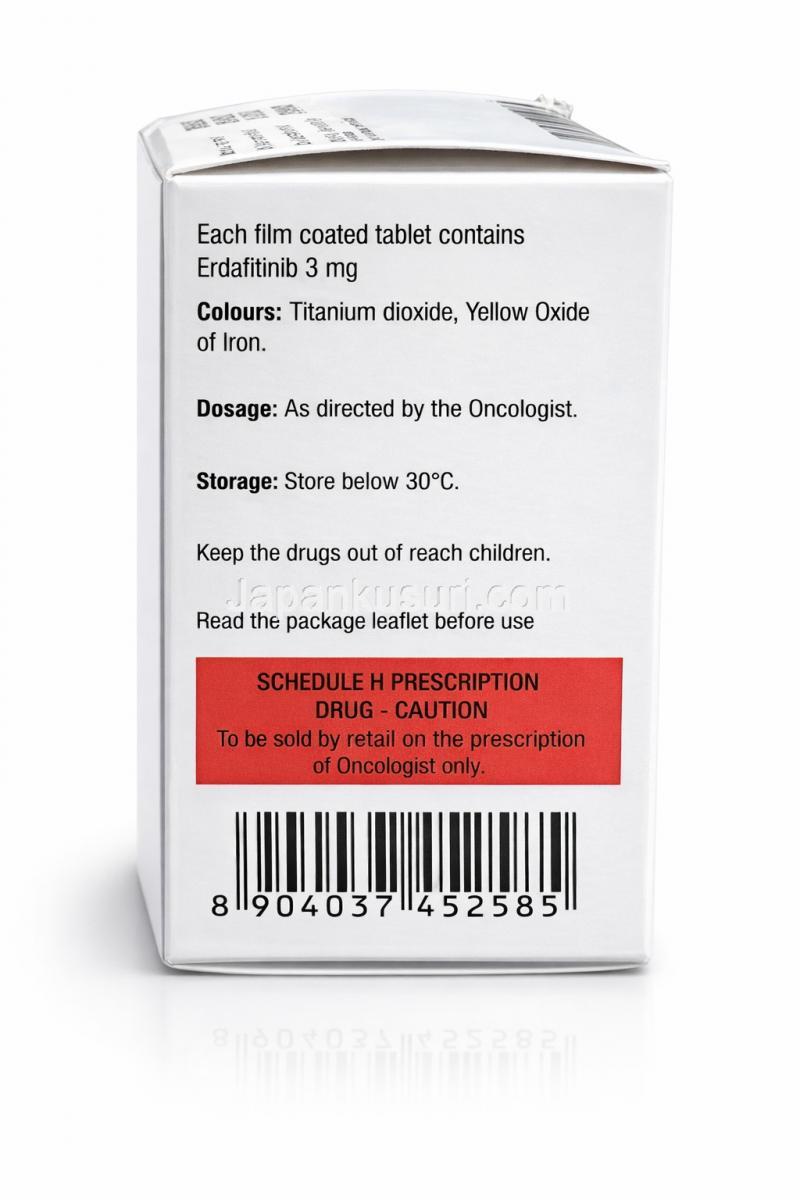 Each film coated tablet contains
Erdafitinib 3 mg
Colours: Titanium dioxide, Yellow Oxide
of Iron.
Dosage: As directed by the Oncologist.
Storage: Store below 30°C.
Keep the drugs out of reach children.
Japankusuri.com
Read the package leaflet before use
SCHEDULE H PRESCRIPTION
DRUG - CAUTION
To be sold by retail on the prescription
of Oncologist only.
8 904037 452585